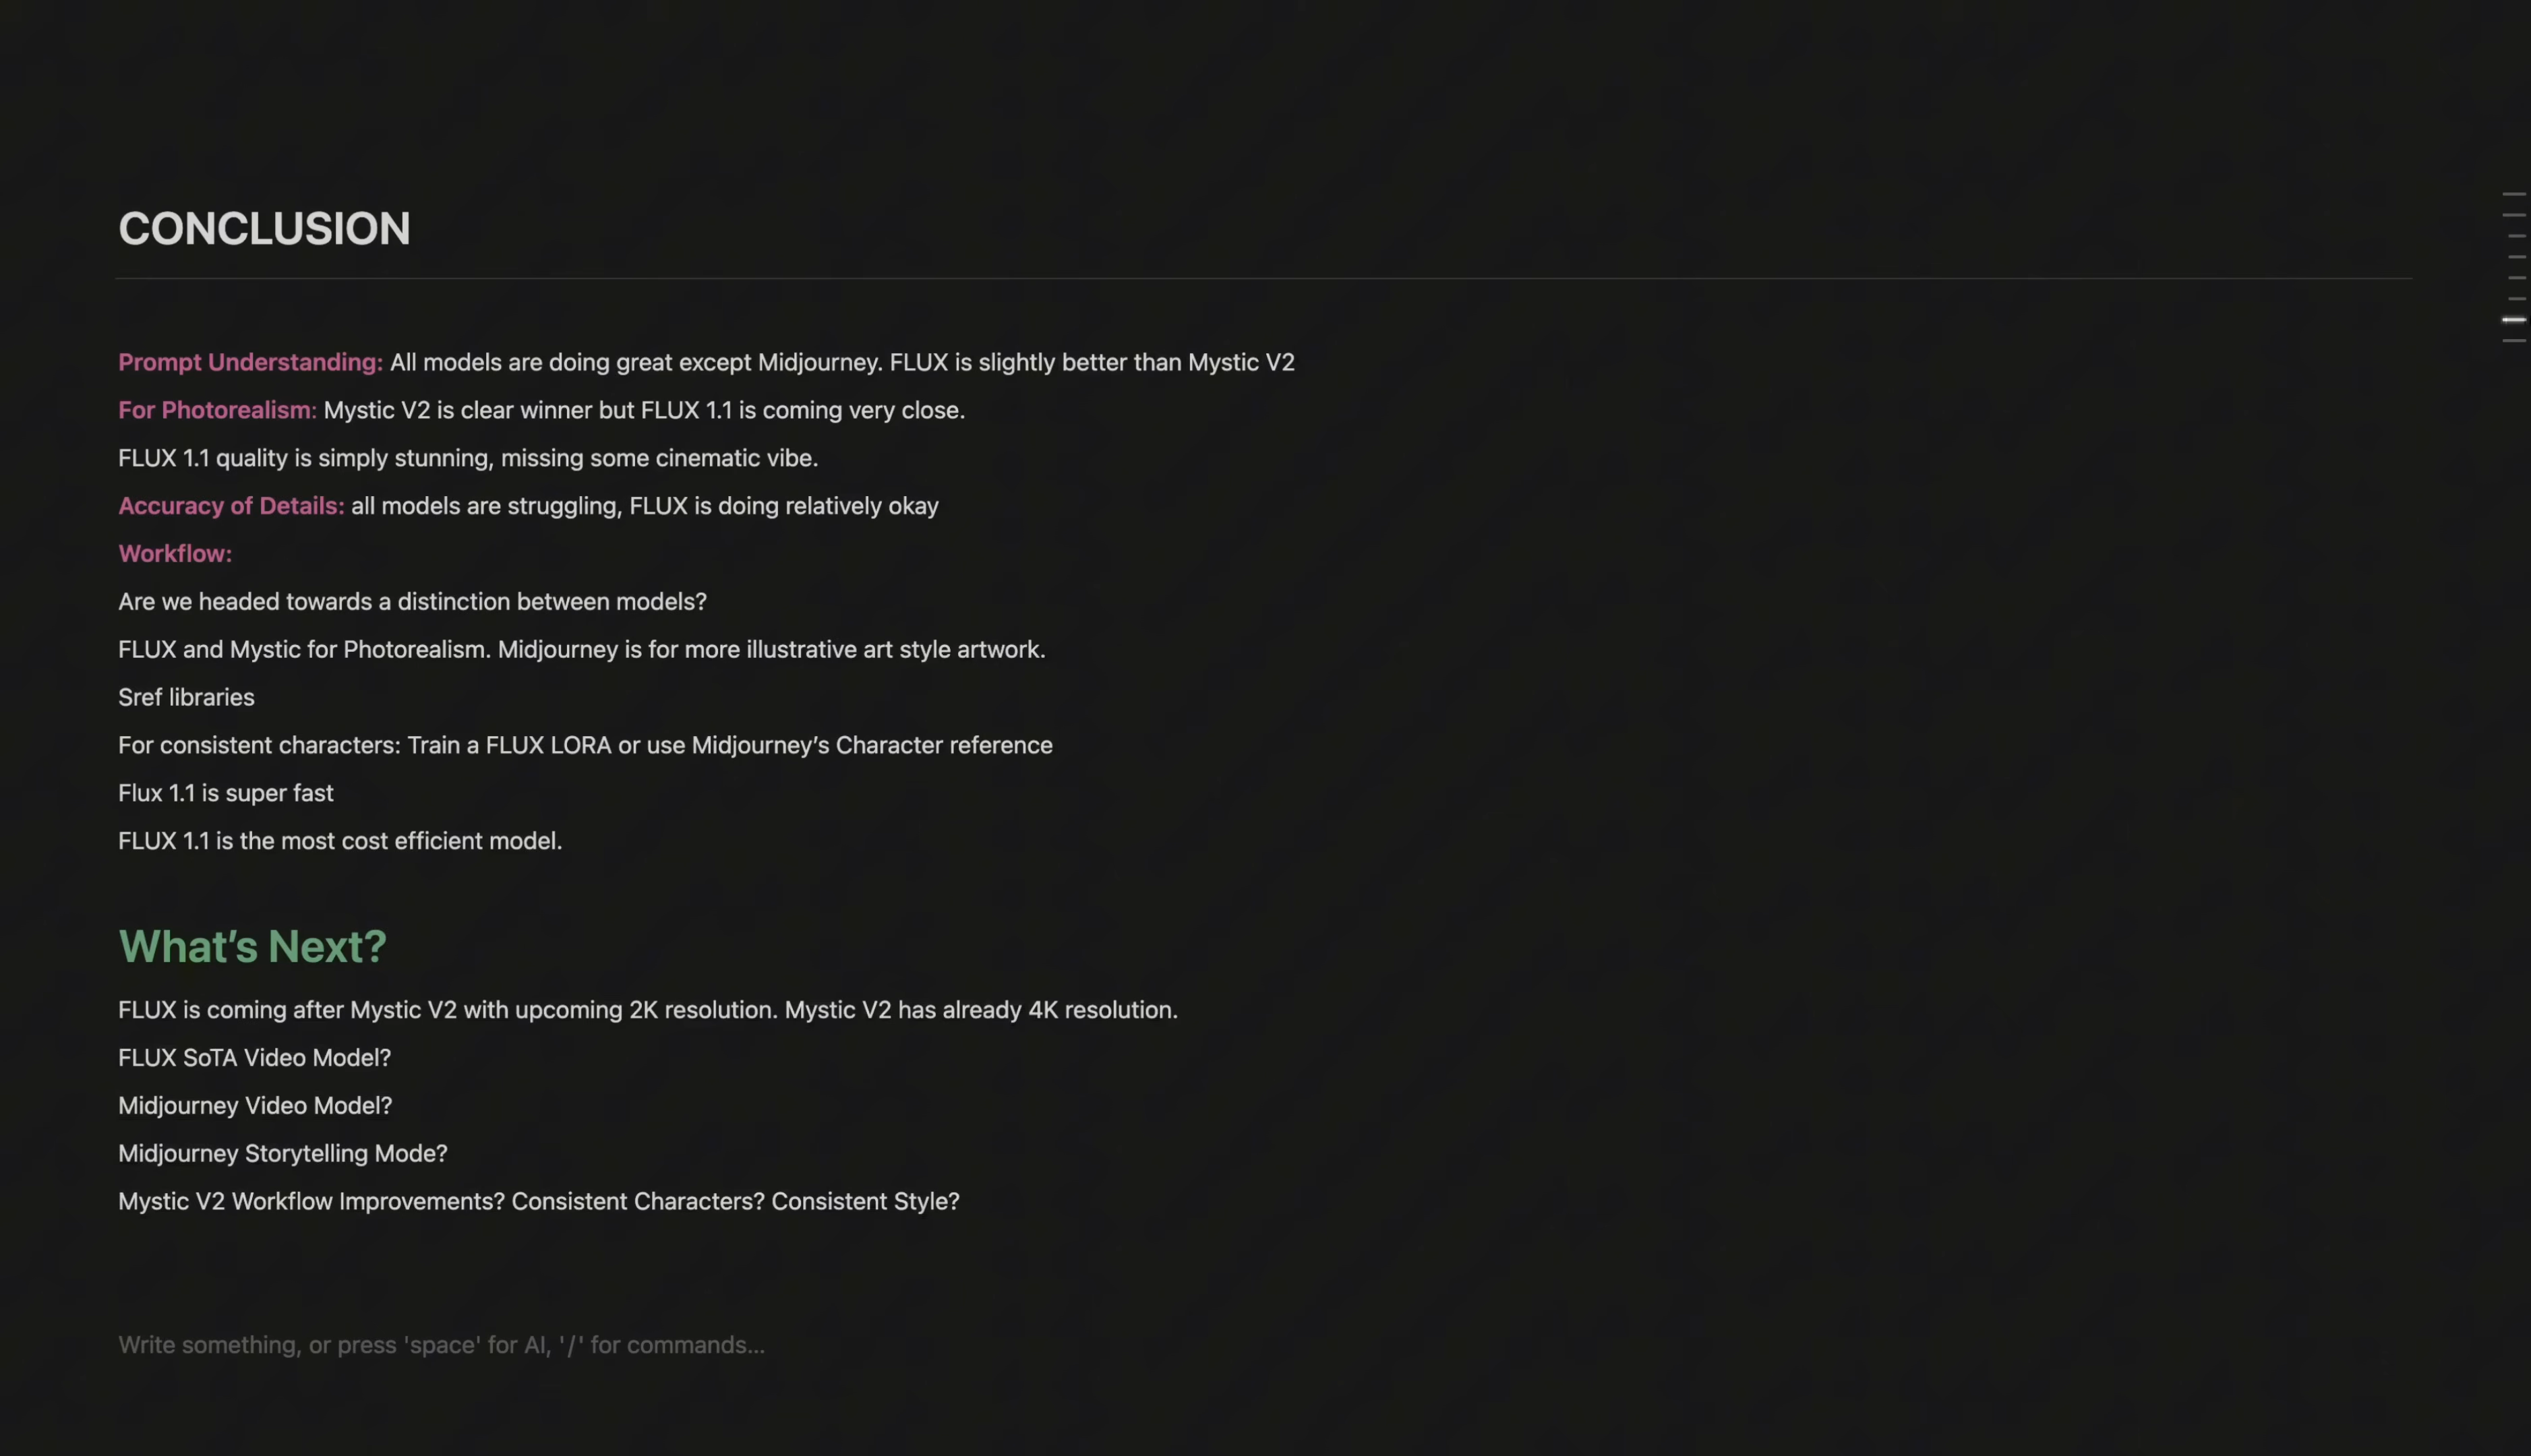 CONCLUSION
Prompt Understanding: All models are doing great except Midjourney. FLUX is slightly better than Mystic V2
For Photorealism: Mystic V2 is clear winner but FLUX 1.1 is coming very close.
FLUX 1.1 quality is simply stunning, missing some cinematic vibe.
Accuracy of Details: all models are struggling, FLUX is doing relatively okay
Workflow:
Are we headed towards a distinction between models?
FLUX and Mystic for Photorealism. Midjourney is for more illustrative art style artwork.
Sref libraries
For consistent characters: Train a FLUX LORA or use Midjourney’s Character reference
Flux 1.1 is super fast
FLUX 1.1 is the most cost efficient model.
What’s Next?
FLUX is coming after Mystic V2 with upcoming 2K resolution. Mystic V2 has already 4K resolution.
FLUX SoTA Video Model?
Midjourney Video Model?
Midjourney Storytelling Mode?
Mystic V2 Workflow Improvements? Consistent Characters? Consistent Style?
Write something, or press 'space' for AI, '/' for commands...